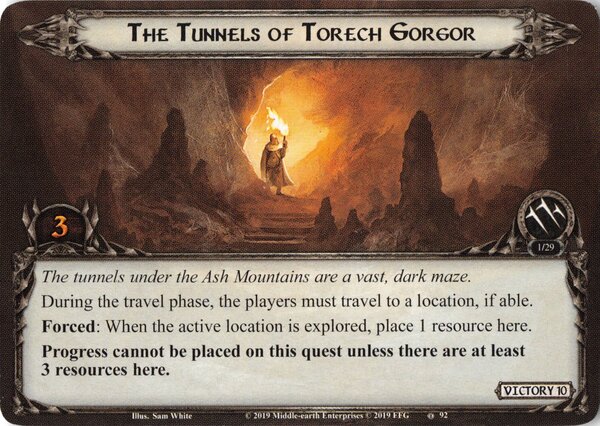 The Tunnels of Torech Gorgor
3
1/29
The tunnels under the Ash Mountains are a vast, dark maze.
During the travel phase, the players must travel to a location, if able.
Forced: When the active location is explored, place 1 resource here.
Progress cannot be placed on this quest unless there are at least
3 resources here.
VICTORY 10
Illus. Sam White © 2019 Middle-earth Enterprises © 2019 FFG 92